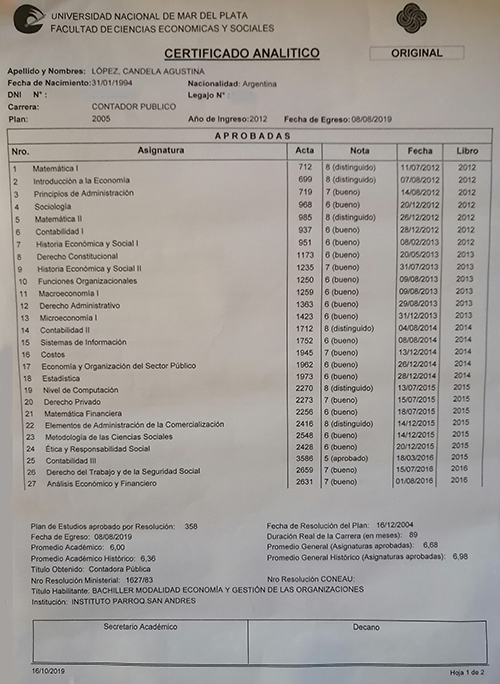 UNIVERSIDAD NACIONAL DE MAR DEL PLATA
FACULTAD DE CIENCIAS ECONOMICAS Y SOCIALES
CERTIFICADO ANALITICO
ORIGINAL
Apellido y Nombres: LÓPEZ, CANDELA AGUSTINA
Fecha de Nacimiento:31/01/1994 Nacionalidad: Argentina
DNI N° : Legajo N° :
Carrera: CONTADOR PUBLICO
Plan: 2005 Año de Ingreso:2012 Fecha de Egreso:08/08/2019
APROBADAS
Nro. Asignatura Acta Nota Fecha Libro
1 Matemática I 712 8 (distinguido) 11/07/2012 2012
2 Introducción a la Economía 699 8 (distinguido) 07/08/2012 2012
3 Principios de Administración 719 7 (bueno) 14/08/2012 2012
4 Sociología 968 6 (bueno) 20/12/2012 2012
5 Matemática II 985 8 (distinguido) 26/12/2012 2012
6 Contabilidad I 937 6 (bueno) 28/12/2012 2012
7 Historia Económica y Social I 951 6 (bueno) 08/02/2013 2012
8 Derecho Constitucional 1173 6 (bueno) 20/05/2013 2013
9 Historia Económica y Social II 1235 7 (bueno) 31/07/2013 2013
10 Funciones Organizacionales 1250 6 (bueno) 09/08/2013 2013
11 Macroeconomía I 1259 6 (bueno) 09/08/2013 2013
12 Derecho Administrativo 1363 6 (bueno) 29/08/2013 2013
13 Microeconomía I 1423 6 (bueno) 31/12/2013 2013
14 Contabilidad II 1712 8 (distinguido) 04/08/2014 2014
15 Sistemas de Información 1752 6 (bueno) 08/08/2014 2014
16 Costos 1945 7 (bueno) 13/12/2014 2014
17 Economía y Organización del Sector Público 1962 6 (bueno) 26/12/2014 2014
18 Estadística 1973 6 (bueno) 28/12/2014 2014
19 Nivel de Computación 2270 8 (distinguido) 13/07/2015 2015
20 Derecho Privado 2273 7 (bueno) 15/07/2015 2015
21 Matemática Financiera 2256 6 (bueno) 18/07/2015 2015
22 Elementos de Administración de la Comercialización 2416 8 (distinguido) 14/12/2015 2015
23 Metodología de las Ciencias Sociales 2548 6 (bueno) 14/12/2015 2015
24 Ética y Responsabilidad Social 2428 6 (bueno) 20/12/2015 2015
25 Contabilidad III 3586 5 (aprobado) 18/03/2016 2015
26 Derecho del Trabajo y de la Seguridad Social 2659 7 (bueno) 15/07/2016 2016
27 Análisis Económico y Financiero 2631 7 (bueno) 01/08/2016 2016
Plan de Estudios aprobado por Resolución: 358 Fecha de Resolución del Plan: 16/12/2004
Fecha de Egreso: 08/08/2019 Duración Real de la Carrera (en meses): 89
Promedio Académico: 6,00 Promedio General (Asignaturas aprobadas): 6,68
Promedio Académico Histórico: 6,36 Promedio General Histórico (Asignaturas aprobadas): 6,98
Título Obtenido: Contadora Pública
Nro Resolución Ministerial: 1627/83 Nro Resolución CONEAU:
Título Habilitante: BACHILLER MODALIDAD ECONOMÍA Y GESTIÓN DE LAS ORGANIZACIONES
Institución: INSTITUTO PARROQ.SAN ANDRES
Secretario Académico Decano
16/10/2019 Hoja 1 de 2